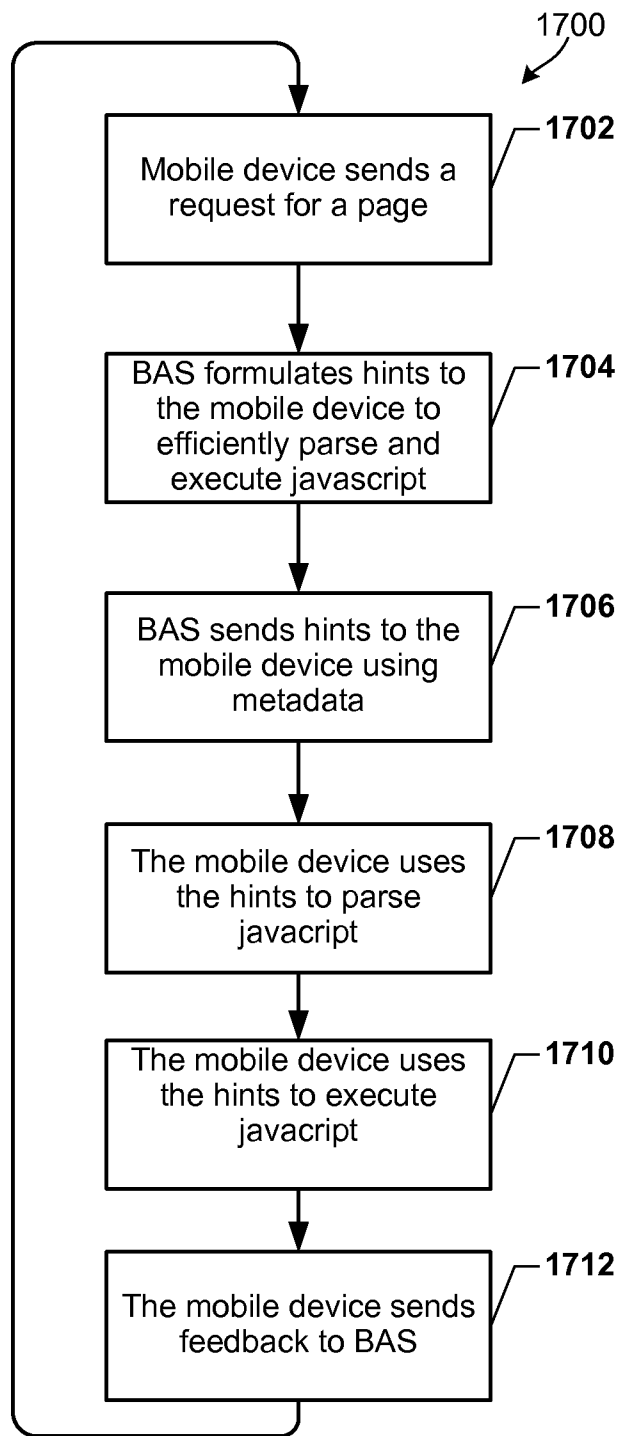 1700
1702
Mobile device sends a
request for a page
1704
BAS formulates hints to
the mobile device to
efficiently parse and
execute javascript
1706
BAS sends hints to the
mobile device using
metadata
1708
The mobile device uses
the hints to parse
javacript
1710
The mobile device uses
the hints to execute
javacript
1712
The mobile device sends
feedback to BAS